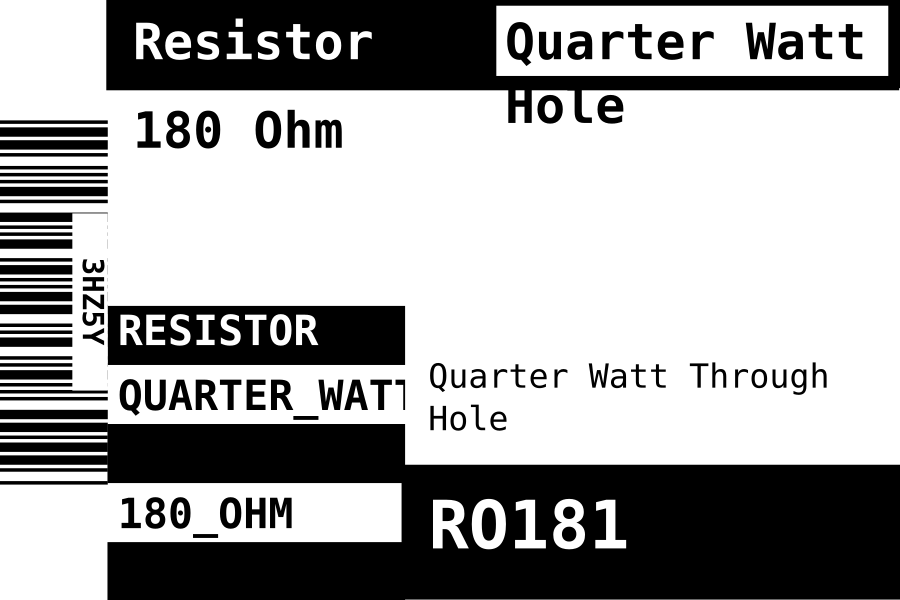 Resistor
Quarter Watt
Hole
180 Ohm
3HZ5Y
RESISTOR
QUARTER_WATT
Quarter Watt Through
Hole
180_OHM
RO181